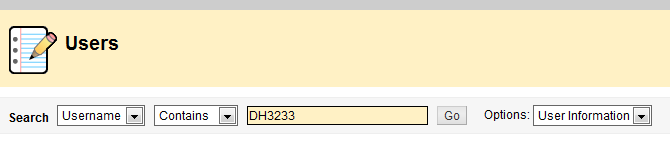 Users
Search Username Contains DH3233 Go Options: User Information